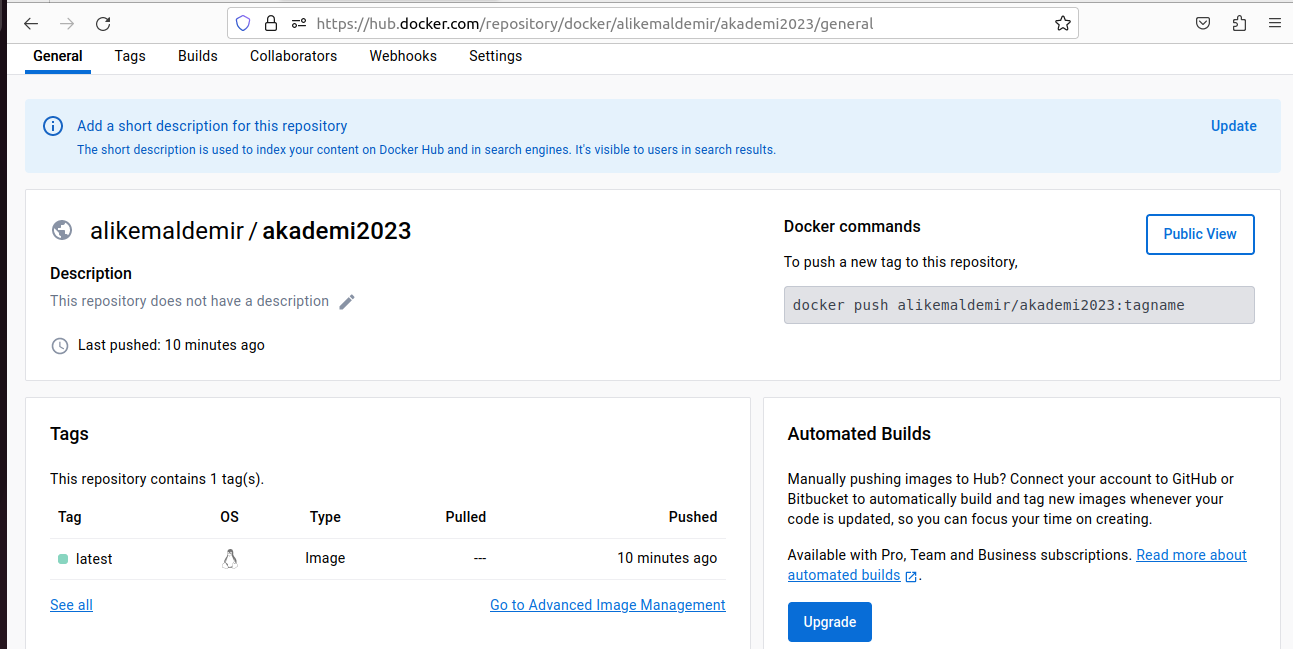 https://hub.docker.com/repository/docker/alikemaldemir/akademi2023/general
General Tags Builds Collaborators Webhooks Settings
Add a short description for this repository Update
The short description is used to index your content on Docker Hub and in search engines. It's visible to users in search results.
alikemaldemir / akademi2023
Description
This repository does not have a description
Last pushed: 10 minutes ago
Docker commands
Public View
To push a new tag to this repository,
docker push alikemaldemir/akademi2023:tagname
Tags
This repository contains 1 tag(s).
Tag OS Type Pulled Pushed
latest Image --- 10 minutes ago
See all Go to Advanced Image Management
Automated Builds
Manually pushing images to Hub? Connect your account to GitHub or
Bitbucket to automatically build and tag new images whenever your
code is updated, so you can focus your time on creating.
Available with Pro, Team and Business subscriptions. Read more about
automated builds .
Upgrade